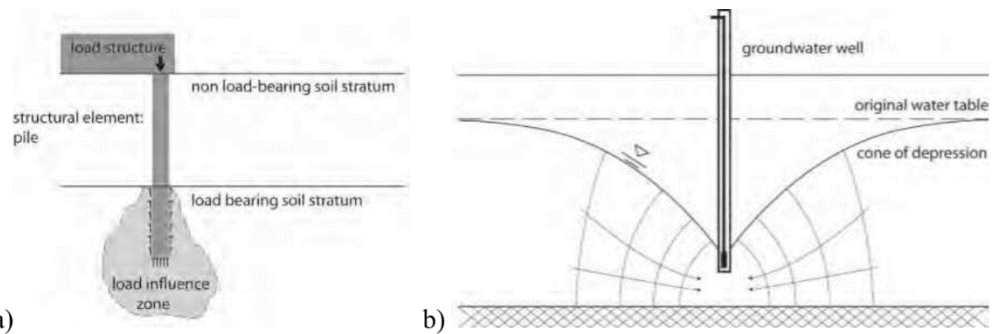 load structure
non load-bearing soil stratum
structural element:
pile
load bearing soil stratum
load influence
zone
a)
groundwater well
original water table
cone of depression
b)